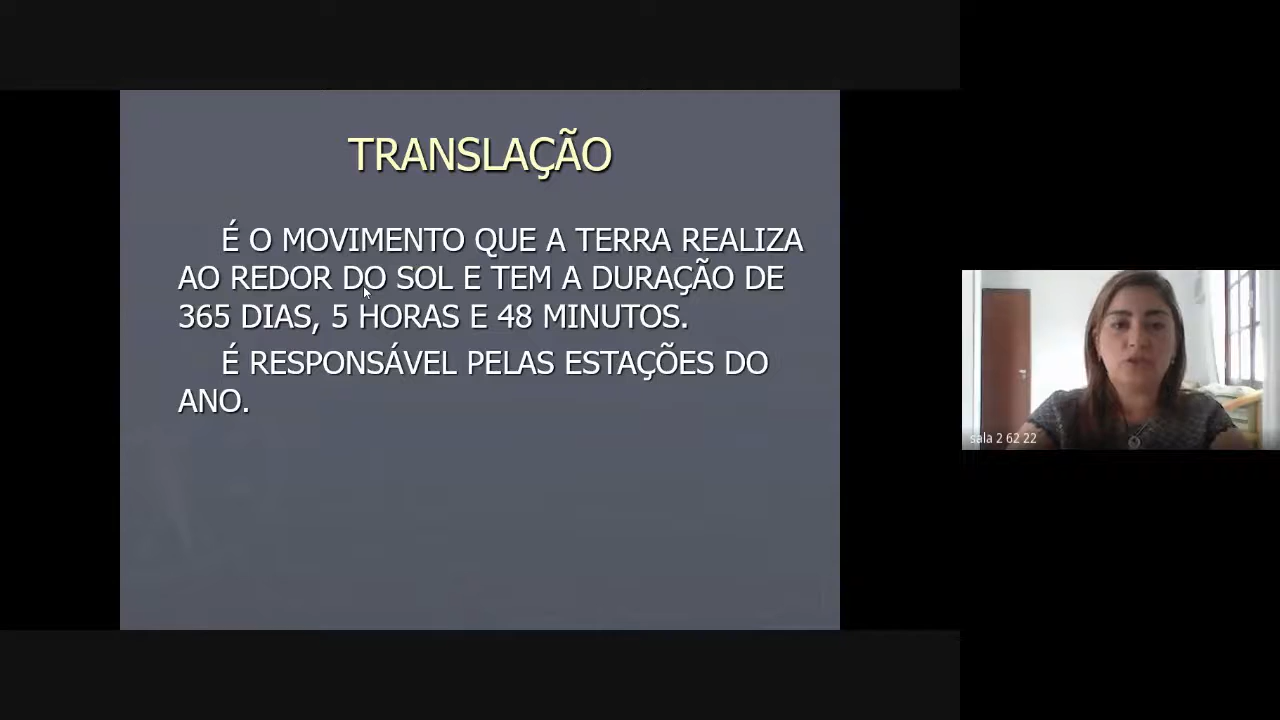 TRANSLAÇÃO
É O MOVIMENTO QUE A TERRA REALIZA
AO REDOR DO SOL E TEM A DURAÇÃO DE
365 DIAS, 5 HORAS E 48 MINUTOS.
É RESPONSÁVEL PELAS ESTAÇÕES DO
ANO.
sala 2 62 22